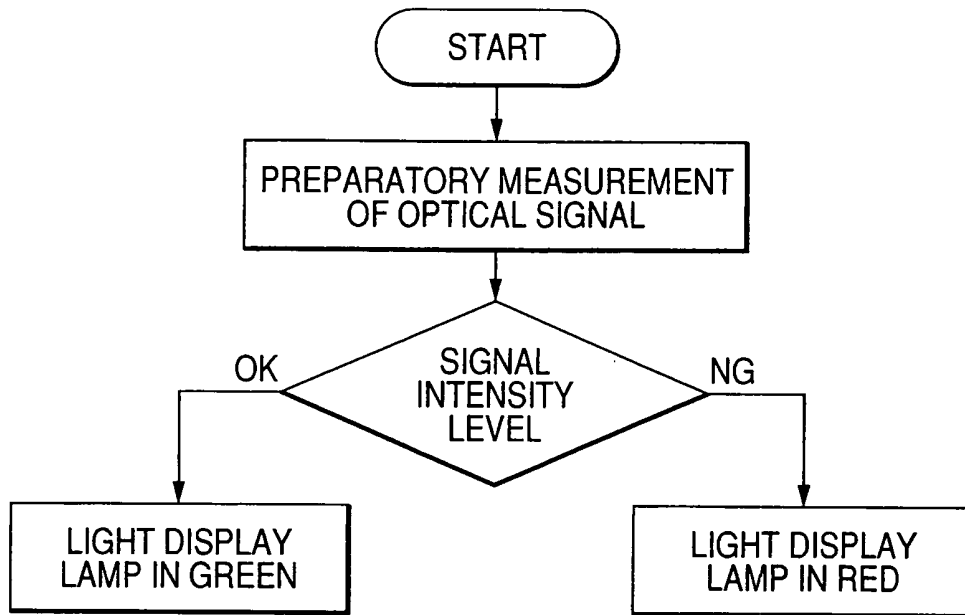 START
PREPARATORY MEASUREMENT
OF OPTICAL SIGNAL
OK
SIGNAL
INTENSITY
LEVEL
NG
LIGHT DISPLAY
LAMP IN GREEN
LIGHT DISPLAY
LAMP IN RED